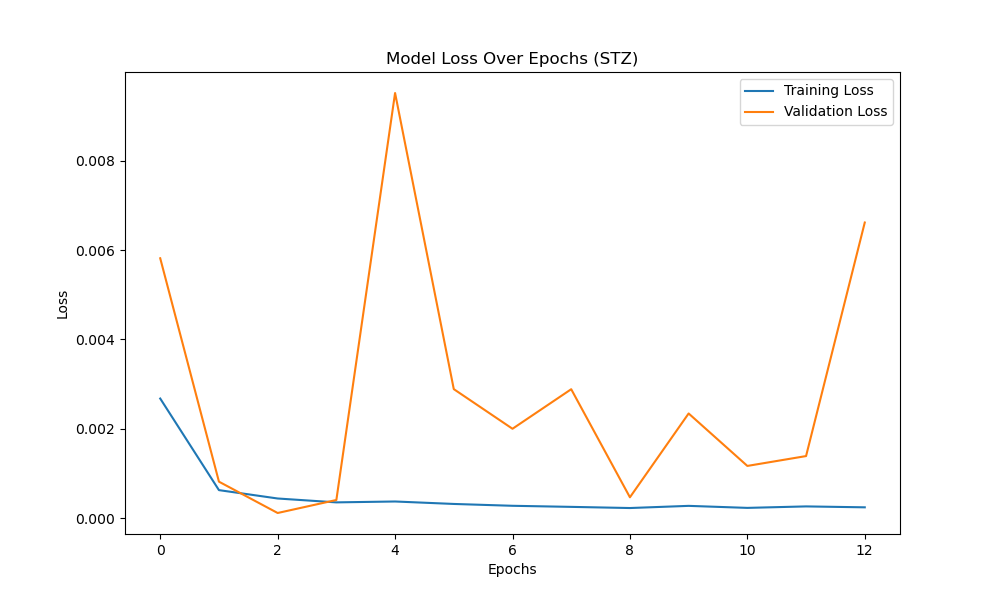 Model Loss Over Epochs (STZ)
Training Loss
Validation Loss
0.008
0.006
0.004
0.002
0.000
Loss
0 2 4 6 8 10 12
Epochs